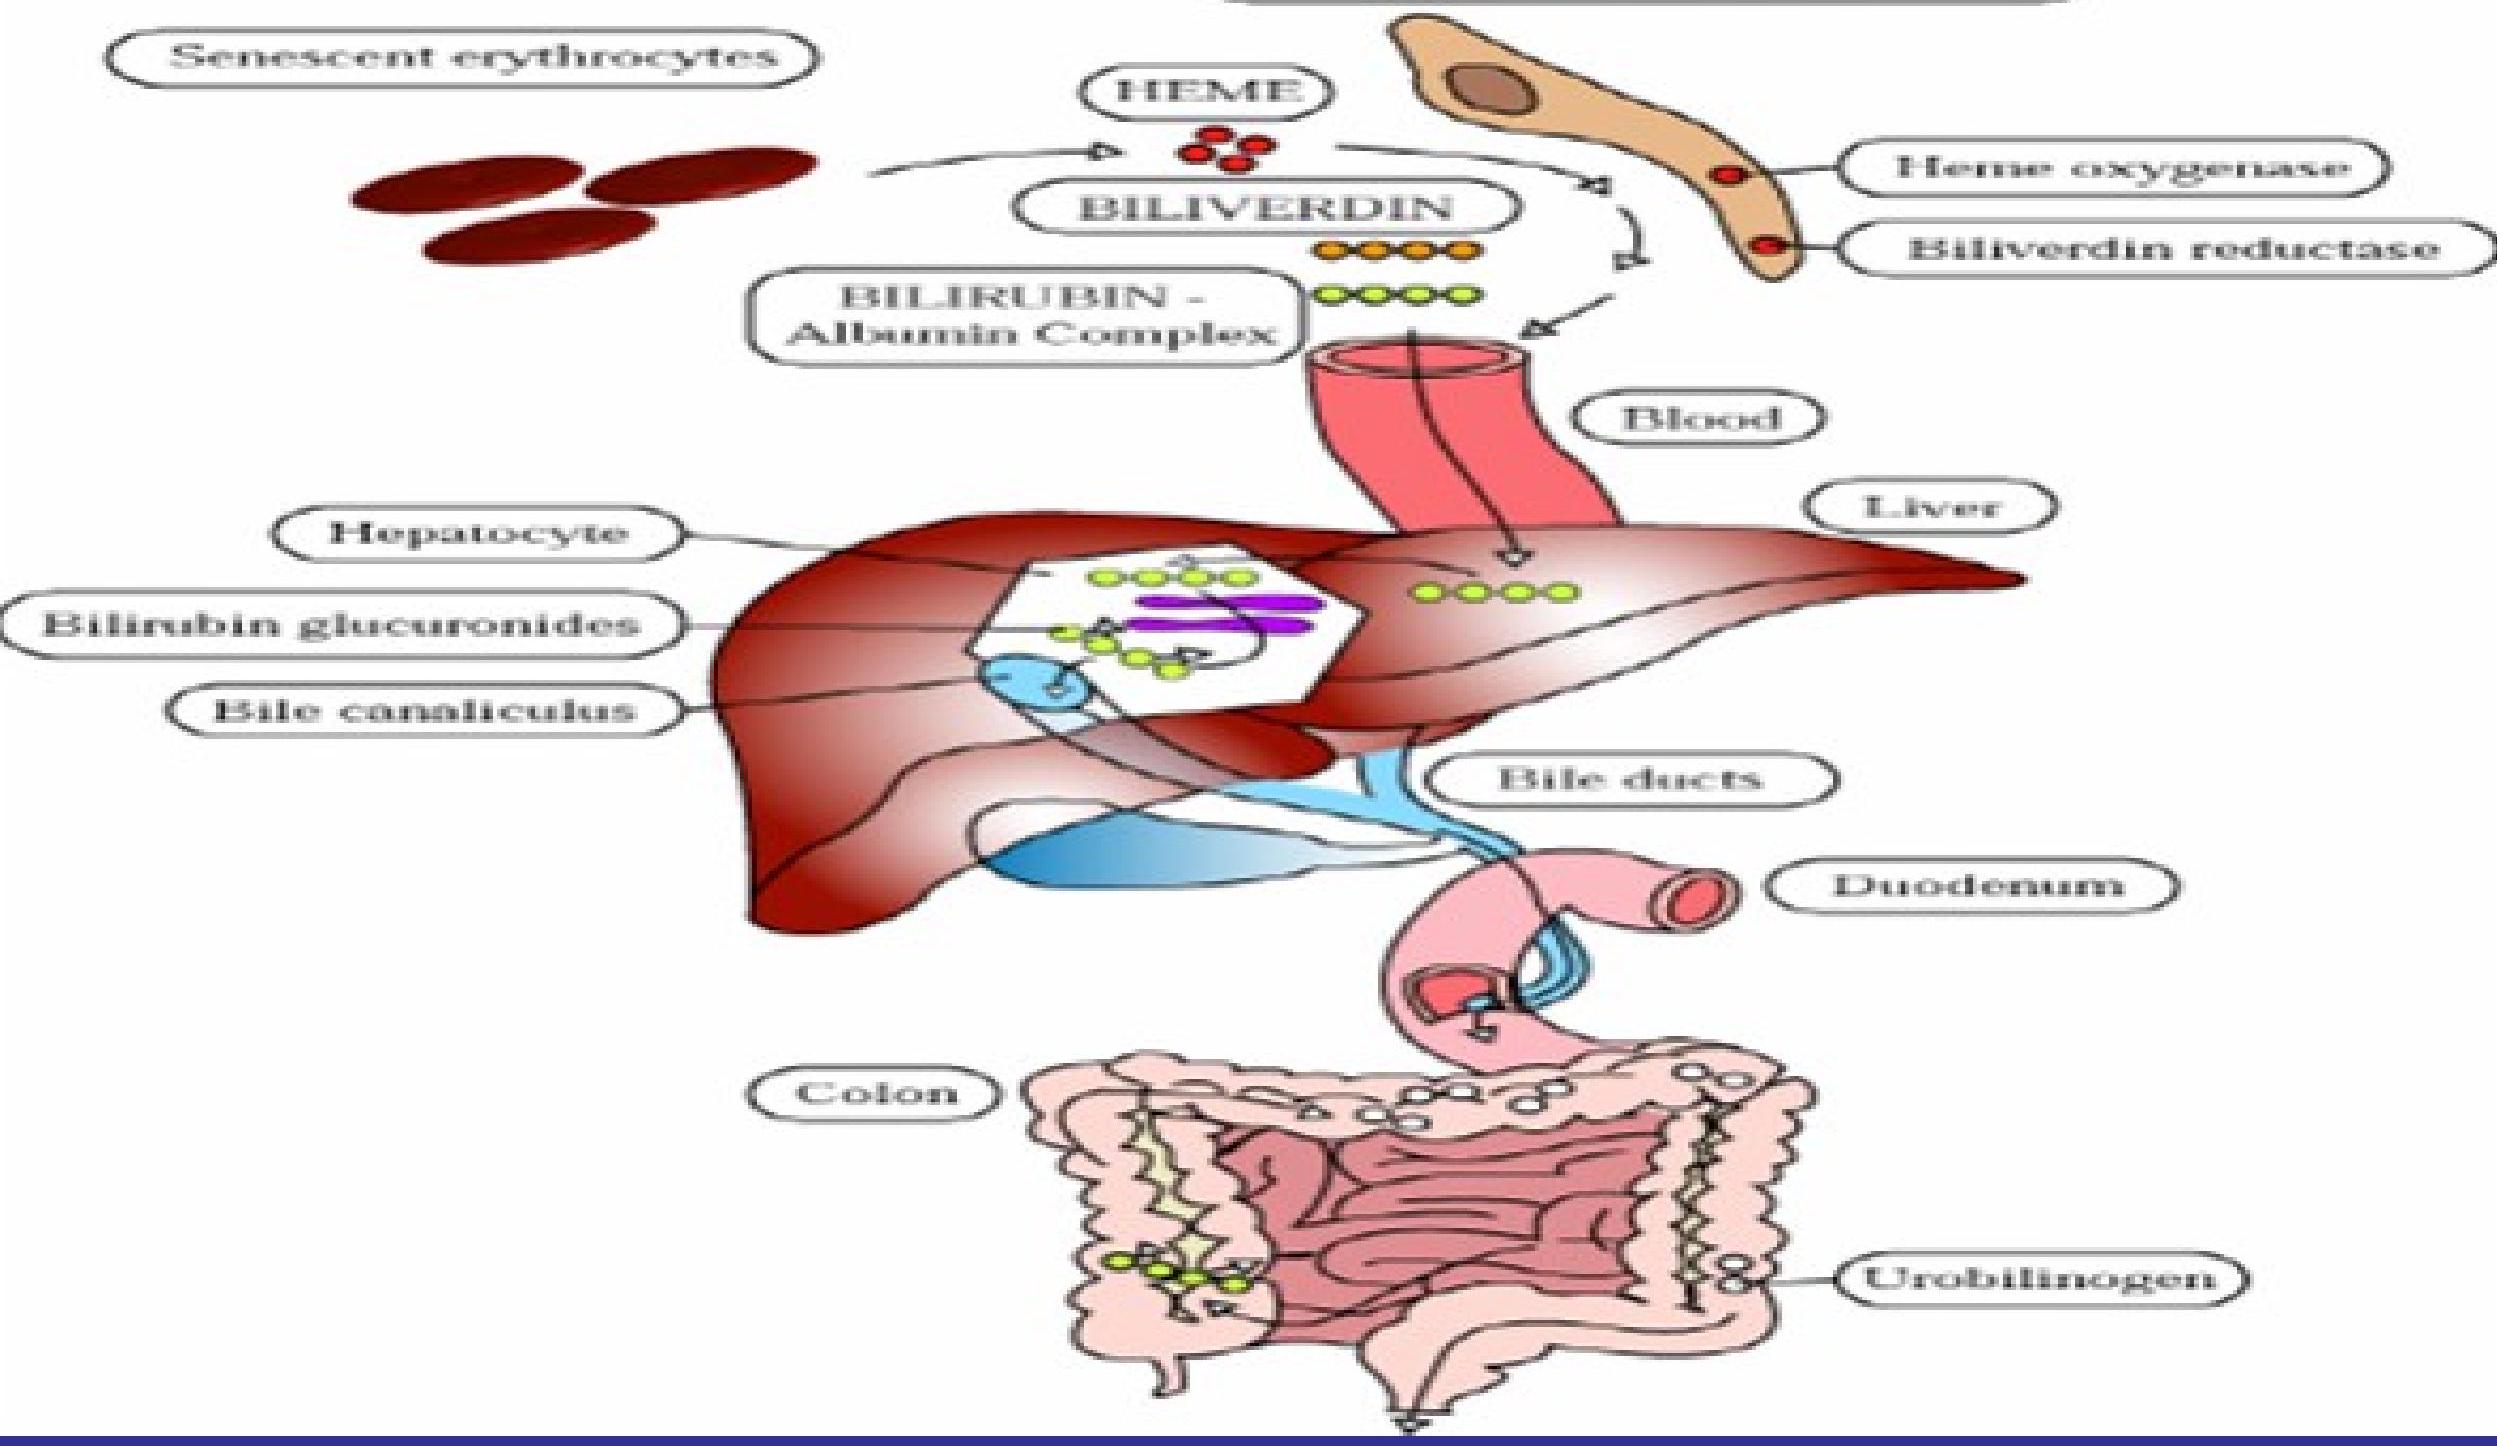 Senescent erythrocytes
HEME
Heme oxygenase
BILIVERDIN
Biliverdin reductase
BILIRUBIN -
Albumin Complex
Blood
Liver
Hepatocyte
Bilirubin glucuronides
Bile canaliculus
Bile ducts
Duodenum
Colon
Urobilinogen